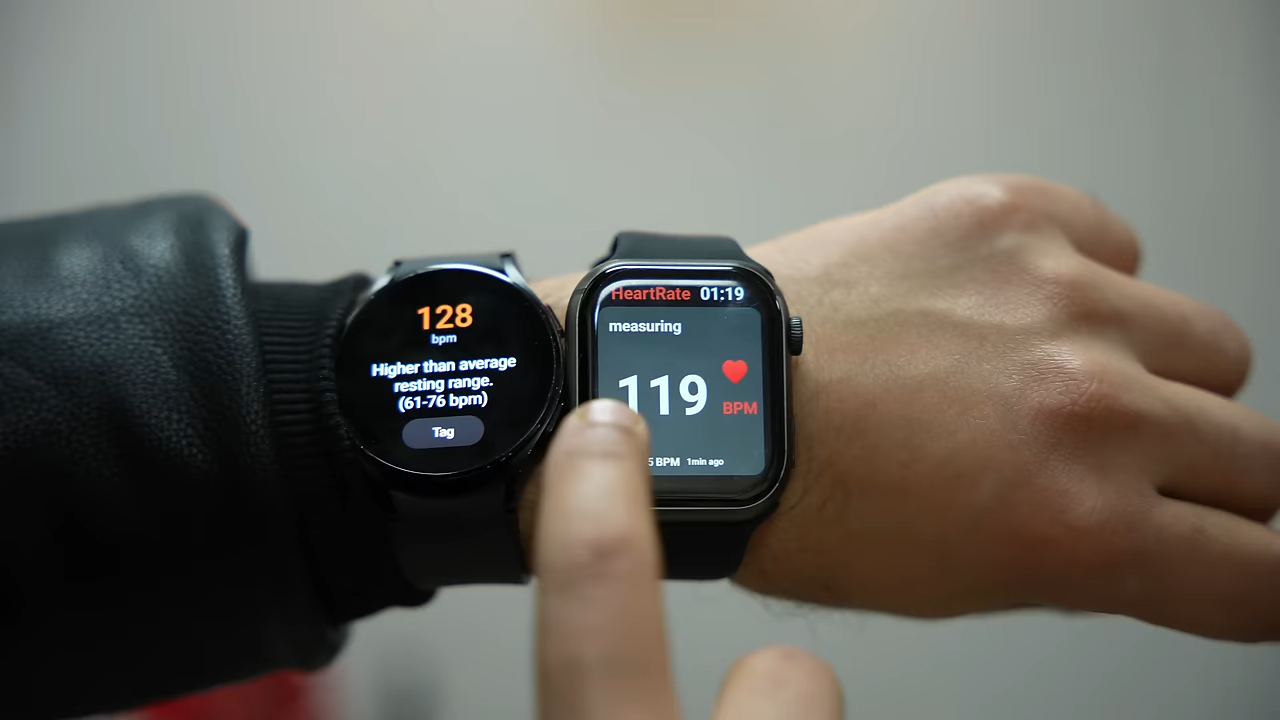 128
bpm
Higher than average
resting range.
(61-76 bpm)
Tag
HeartRate 01:19
measuring
119
BPM
5 BPM 1min ago